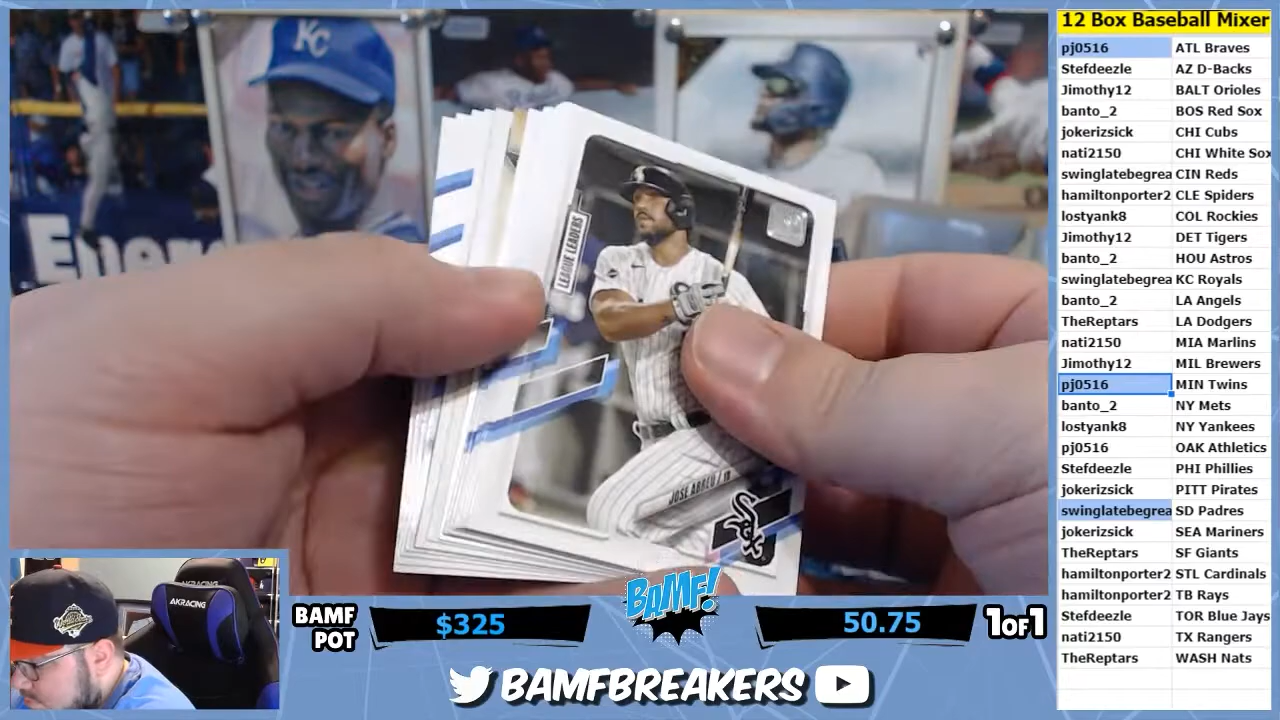 12 Box Baseball Mixer
pj0516 ATL Braves
Stefdeezle AZ D-Backs
Jimothy12 BALT Orioles
banto_2 BOS Red Sox
jokerizsick CHI Cubs
nati2150 CHI White Sox
swinglatebegrea CIN Reds
hamiltonporter2 CLE Spiders
lostyank8 COL Rockies
Jimothy12 DET Tigers
banto_2 HOU Astros
swinglatebegrea KC Royals
banto_2 LA Angels
TheReptars LA Dodgers
nati2150 MIA Marlins
Jimothy12 MIL Brewers
pj0516 MIN Twins
banto_2 NY Mets
lostyank8 NY Yankees
pj0516 OAK Athletics
Stefdeezle PHI Phillies
jokerizsick PITT Pirates
swinglatebegrea SD Padres
jokerizsick SEA Mariners
TheReptars SF Giants
hamiltonporter2 STL Cardinals
hamiltonporter2 TB Rays
Stefdeezle TOR Blue Jays
nati2150 TX Rangers
TheReptars WASH Nats
KC
LEAGUE LEADERS
JOSE ABREU / 1B
Sox
AKRACING
AKRACING
BAMF POT
$325
BAMF!
50.75
1OF1
BAMFBREAKERS